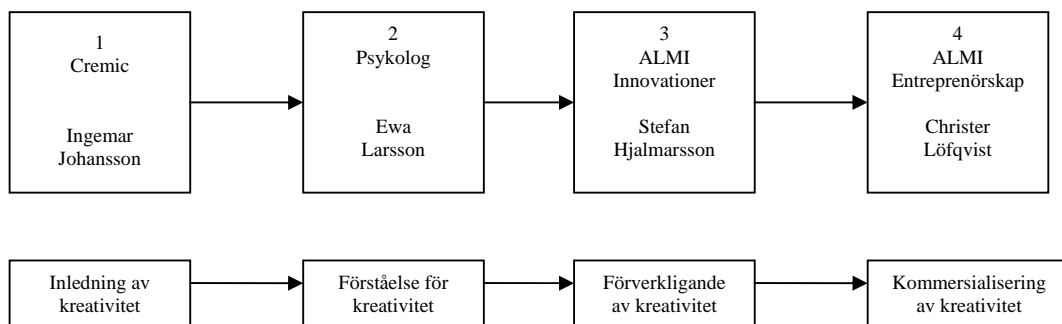 1
Cremic
Ingemar
Johansson
2
Psykolog
Ewa
Larsson
3
ALMI
Innovationer
Stefan
Hjalmarsson
4
ALMI
Entreprenörskap
Christer
Löfqvist
Inledning av
kreativitet
Förståelse för
kreativitet
Förverkligande
av kreativitet
Kommersialisering
av kreativitet